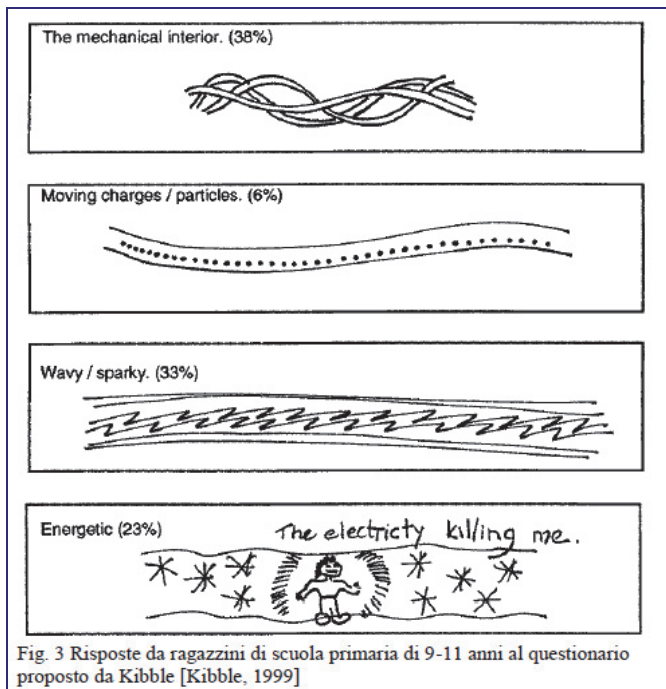 The mechanical interior. (38%)
Moving charges / particles. (6%)
Wavy / sparky. (33%)
Energetic (23%)
The electricty killing me.
Fig. 3 Risposte da ragazzini di scuola primaria di 9-11 anni al questionario
proposto da Kibble [Kibble, 1999]